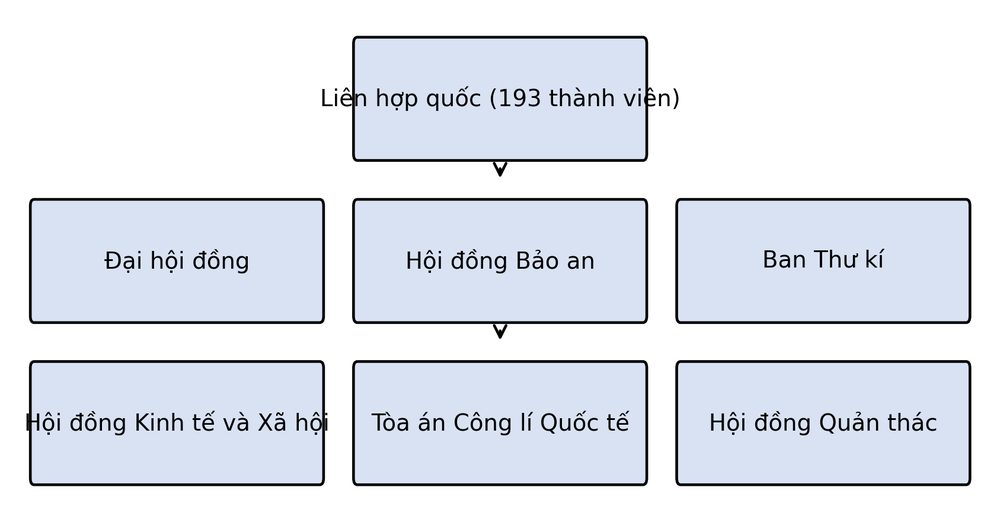 Liên hợp quốc (193 thành viên)
Đại hội đồng
Hội đồng Bảo an
Ban Thư kí
Hội đồng Kinh tế và Xã hội
Tòa án Công lí Quốc tế
Hội đồng Quản thác